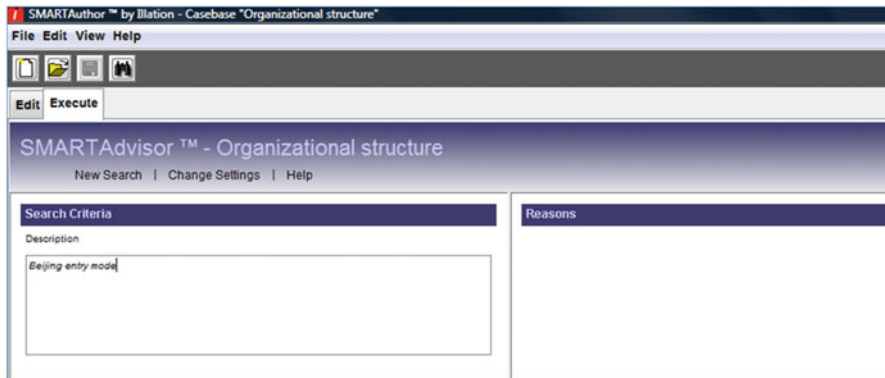 SMARTAuthor ™ by Illation - Casebase "Organizational structure"
File Edit View Help
Edit Execute
SMARTAdvisor ™ - Organizational structure
New Search | Change Settings | Help
Search Criteria
Reasons
Description
Beijing entry mode